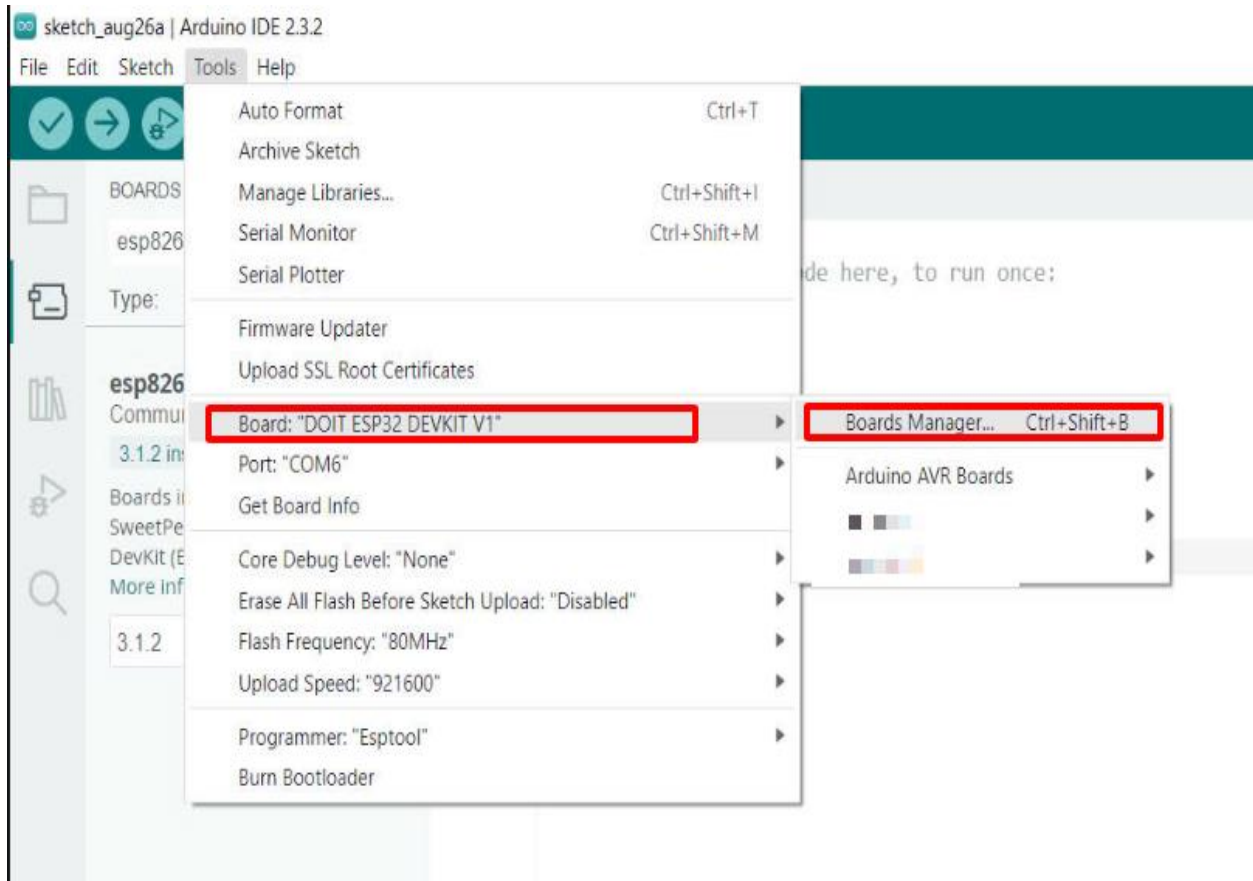 sketch_aug26a | Arduino IDE 2.3.2
File Edit Sketch Tools Help
Auto Format Ctrl+T
Archive Sketch
BOARDS
Manage Libraries... Ctrl+Shift+I
esp826
Serial Monitor Ctrl+Shift+M
Serial Plotter
de here, to run once:
Type:
Firmware Updater
Upload SSL Root Certificates
esp826
Commu
Board: "DOIT ESP32 DEVKIT V1"
Boards Manager... Ctrl+Shift+B
3.1.2 in
Port: "COM6"
Arduino AVR Boards
Boards i
Get Board Info
SweetPe
DevKit (E
Core Debug Level: "None"
More inf
Erase All Flash Before Sketch Upload: "Disabled"
3.1.2
Flash Frequency: "80MHz"
Upload Speed: "921600"
Programmer: "Esptool"
Burn Bootloader